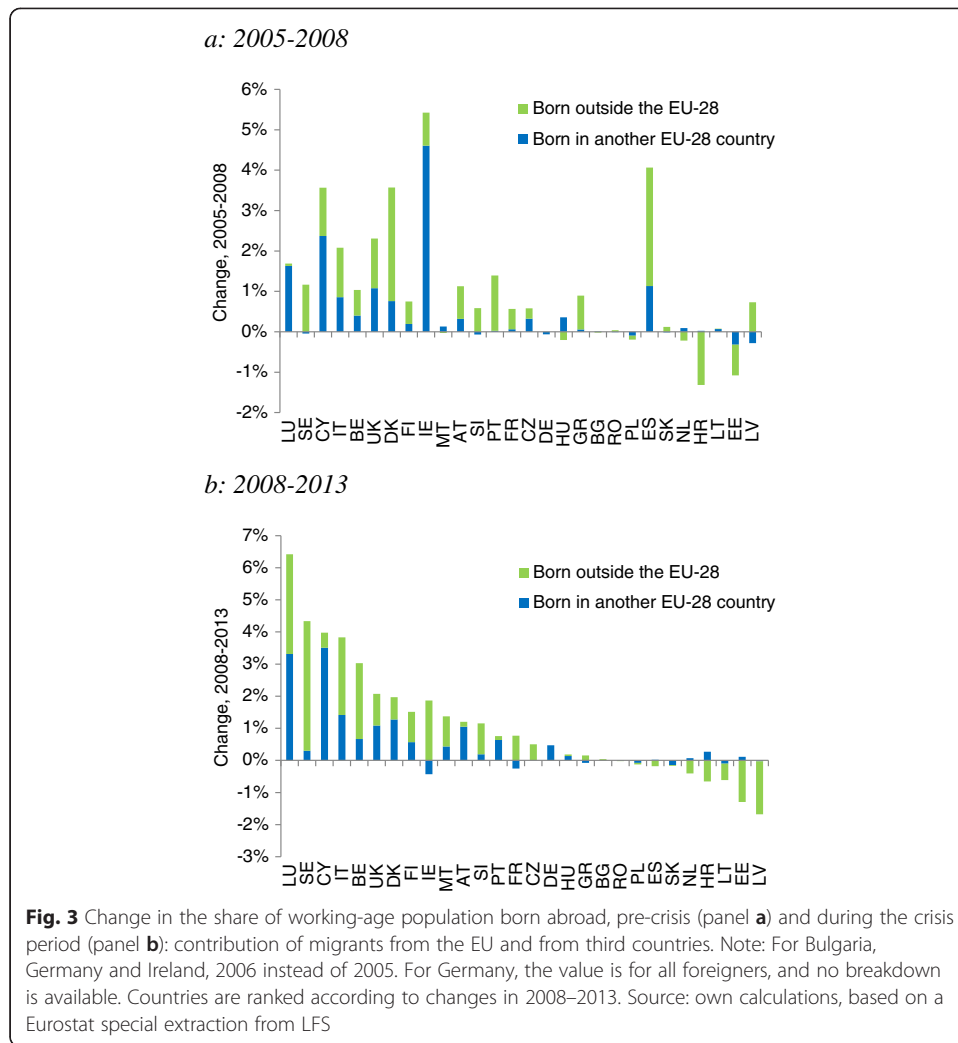 a: 2005-2008
6%
5%
4%
3%
2%
1%
0%
-1%
-2%
Change, 2005-2008
Born outside the EU-28
Born in another EU-28 country
LU SE CY IT BE UK DK FI IE MT AT SI PT FR CZ DE HU GR BG RO PL ES SK NL HR LT EE LV
b: 2008-2013
7%
6%
5%
4%
3%
2%
1%
0%
-1%
-2%
-3%
Change, 2008-2013
Born outside the EU-28
Born in another EU-28 country
LU SE CY IT BE UK DK FI IE MT AT SI PT FR CZ DE HU GR BG RO PL ES SK NL HR LT EE LV
Fig. 3 Change in the share of working-age population born abroad, pre-crisis (panel a) and during the crisis
period (panel b): contribution of migrants from the EU and from third countries. Note: For Bulgaria,
Germany and Ireland, 2006 instead of 2005. For Germany, the value is for all foreigners, and no breakdown
is available. Countries are ranked according to changes in 2008–2013. Source: own calculations, based on a
Eurostat special extraction from LFS